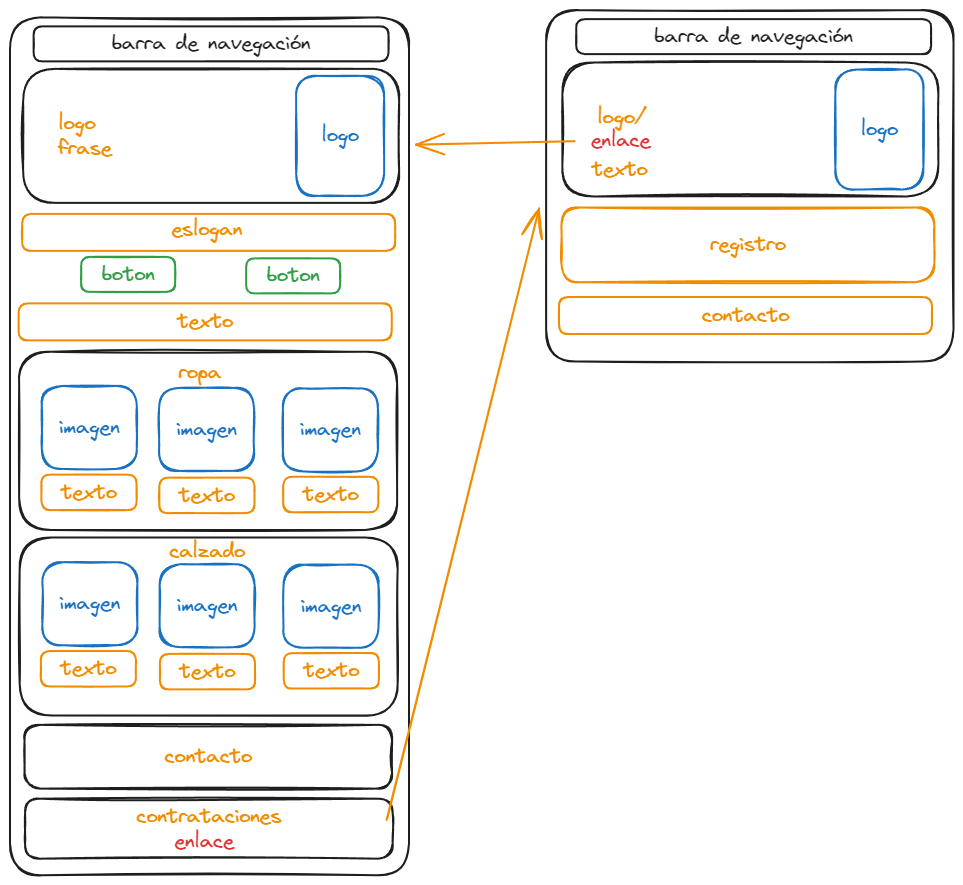 barra de navegación
logo
frase
logo
eslogan
boton
boton
texto
ropa
imagen
imagen
imagen
texto
texto
texto
calzado
imagen
imagen
imagen
texto
texto
texto
contacto
contrataciones
enlace
barra de navegación
logo/
enlace
texto
logo
registro
contacto